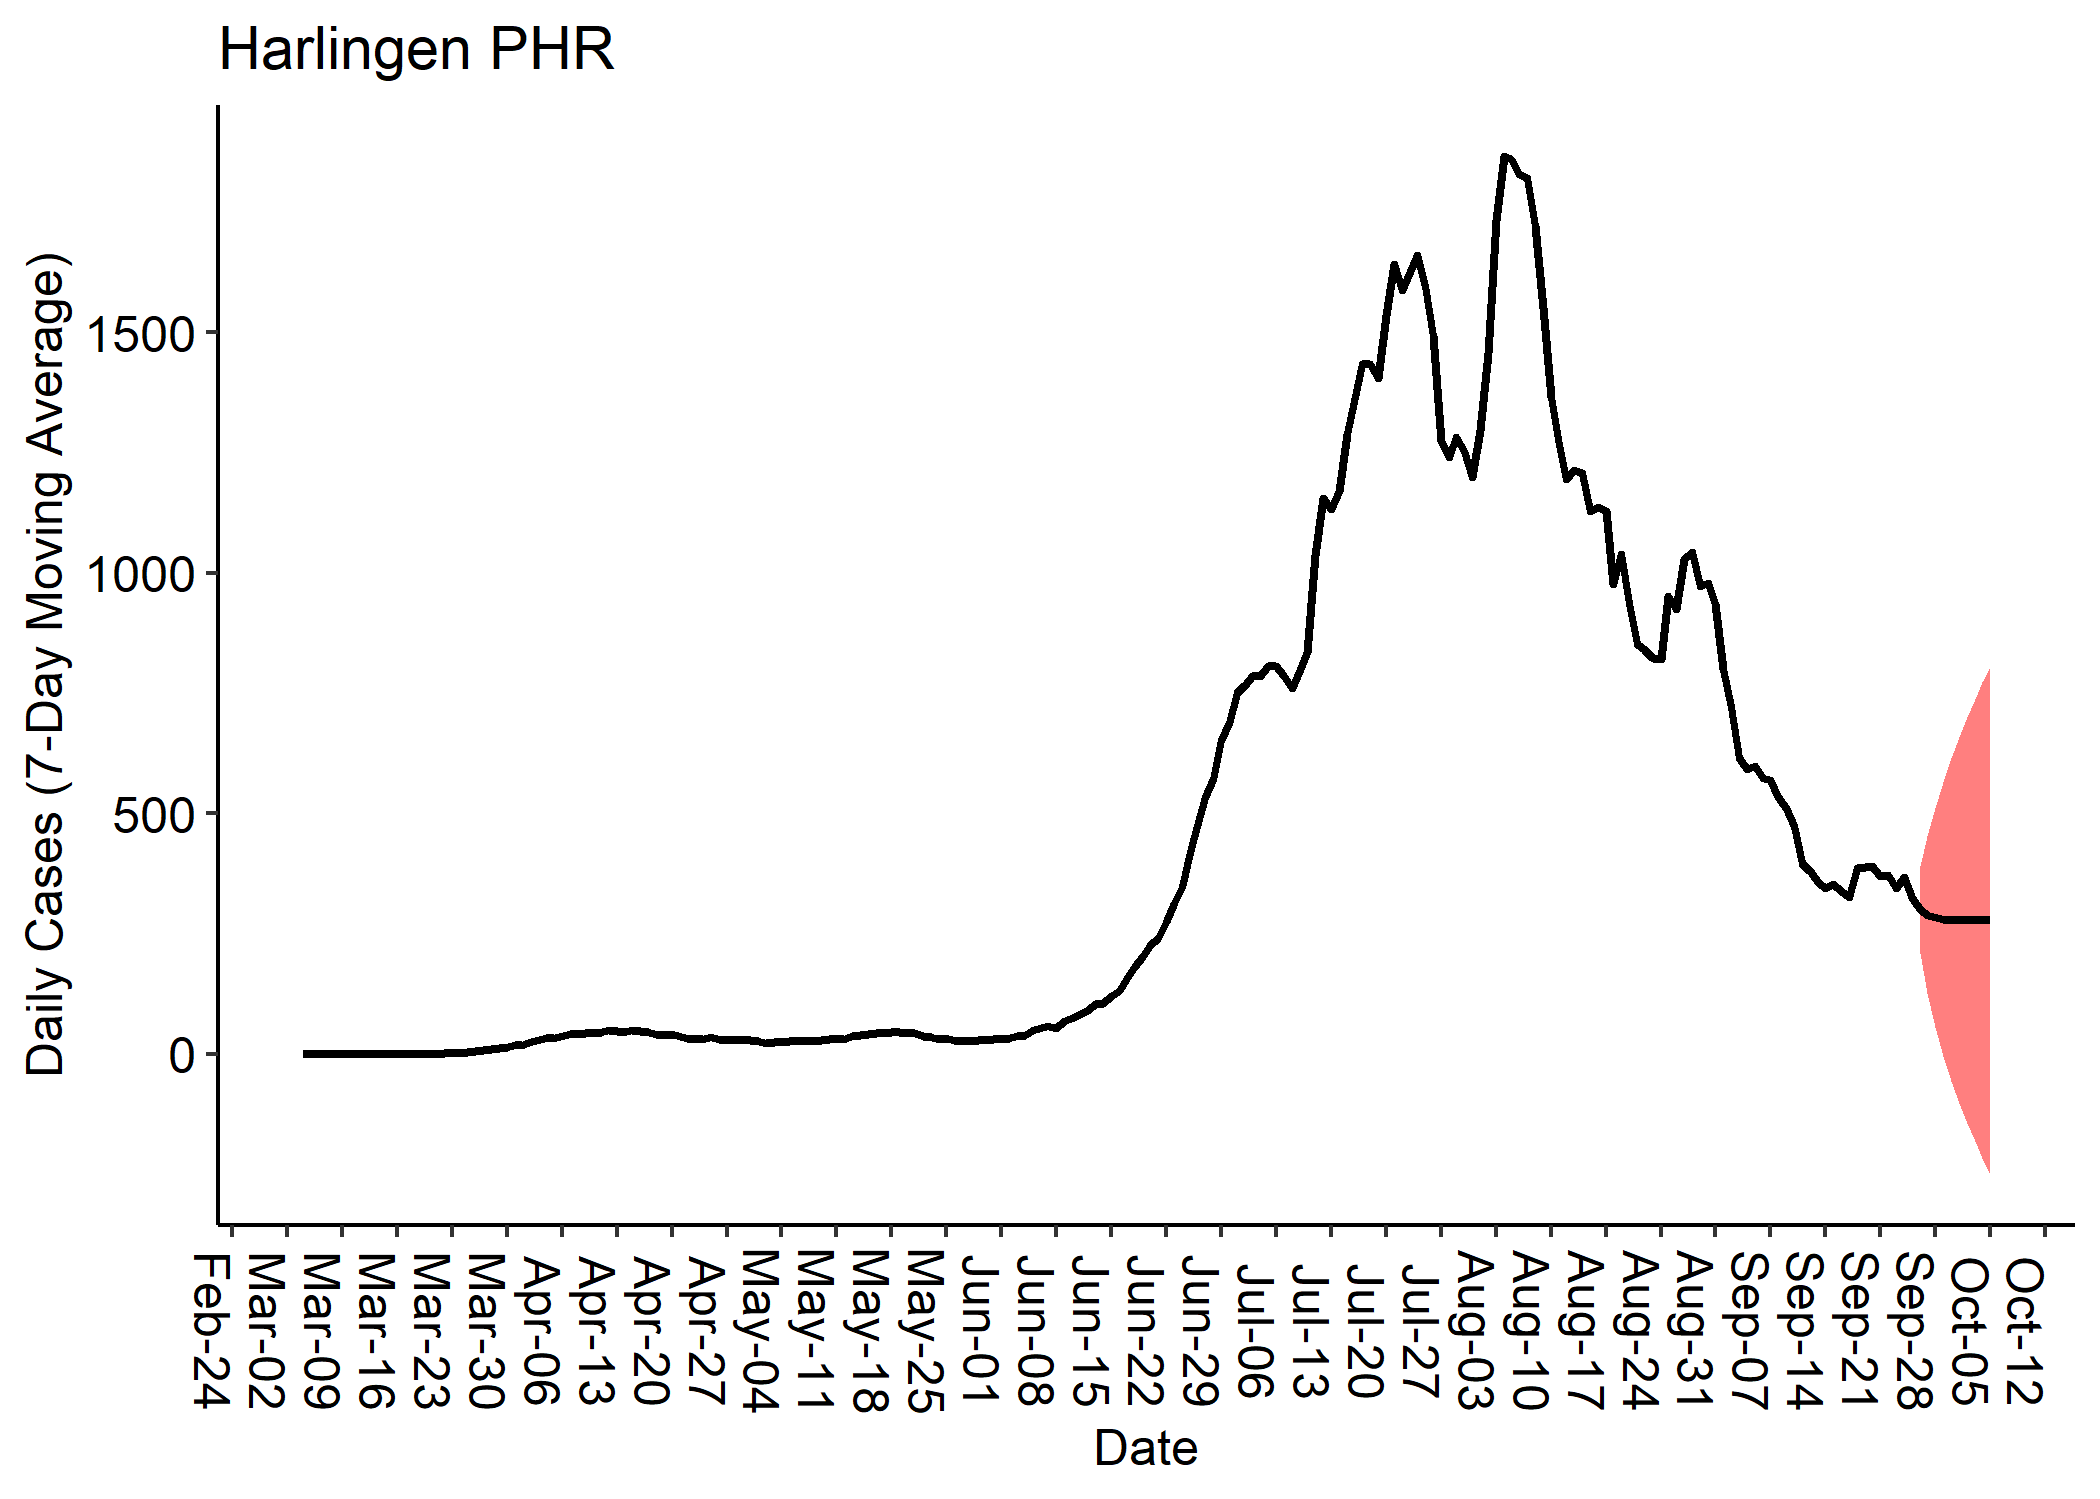 Harlingen PHR
Daily Cases (7-Day Moving Average)
1500
1000
500
0
Feb-24
Mar-02
Mar-09
Mar-16
Mar-23
Mar-30
Apr-06
Apr-13
Apr-20
Apr-27
May-04
May-11
May-18
May-25
Jun-01
Jun-08
Jun-15
Jun-22
Jun-29
Jul-06
Jul-13
Jul-20
Jul-27
Aug-03
Aug-10
Aug-17
Aug-24
Aug-31
Sep-07
Sep-14
Sep-21
Sep-28
Oct-05
Oct-12
Date